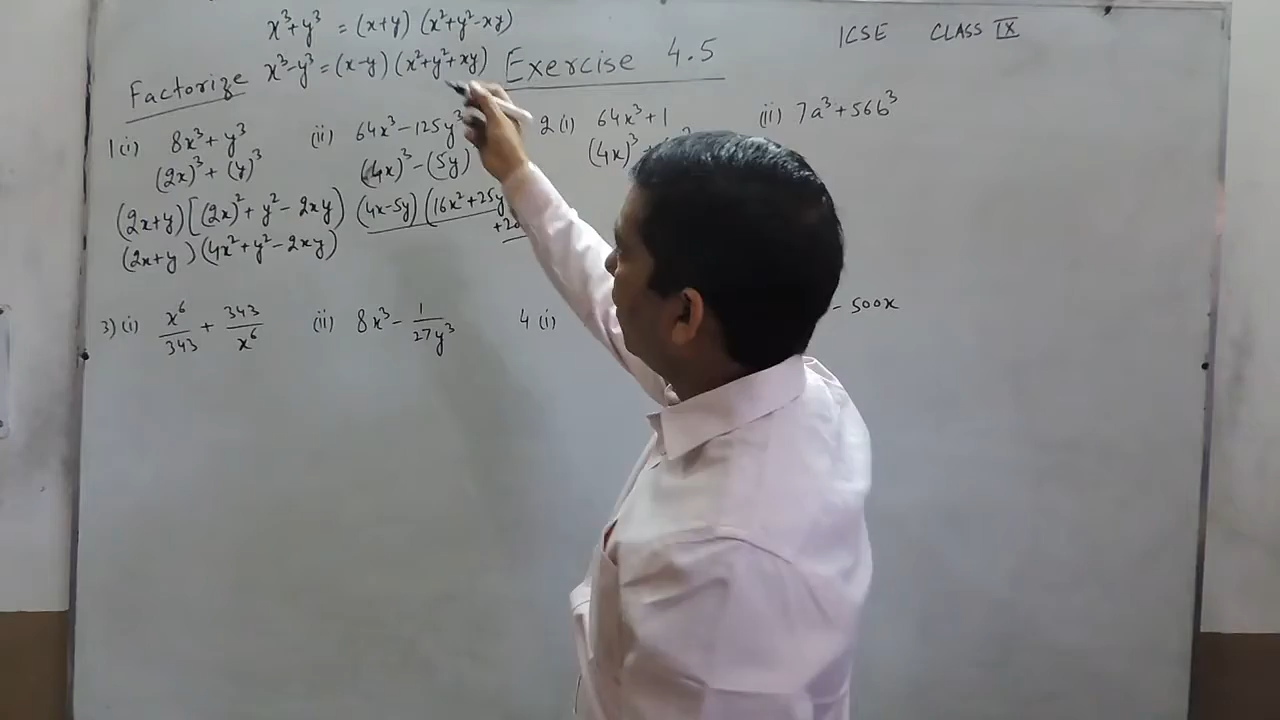 x³+y³ = (x+y) (x²+y²-xy)
ICSE CLASS IX
Factorize x³-y³ = (x-y) (x²+y²+xy) Exercise 4.5
1(i) 8x³ + y³ (ii) 64x³ - 125y³ 2(i) 64x³ + 1 (ii) 7a³ + 56b³
(2x)³ + (y)³ (4x)³ - (5y)³ (4x)³
(2x+y) [(2x)² + y² - 2xy) (4x-5y) (16x² + 25y
(2x+y) (4x² + y² - 2xy)
3) (i) x⁶/343 + 343/x⁶ (ii) 8x³ - 1/27y³ 4 (i) - 500x